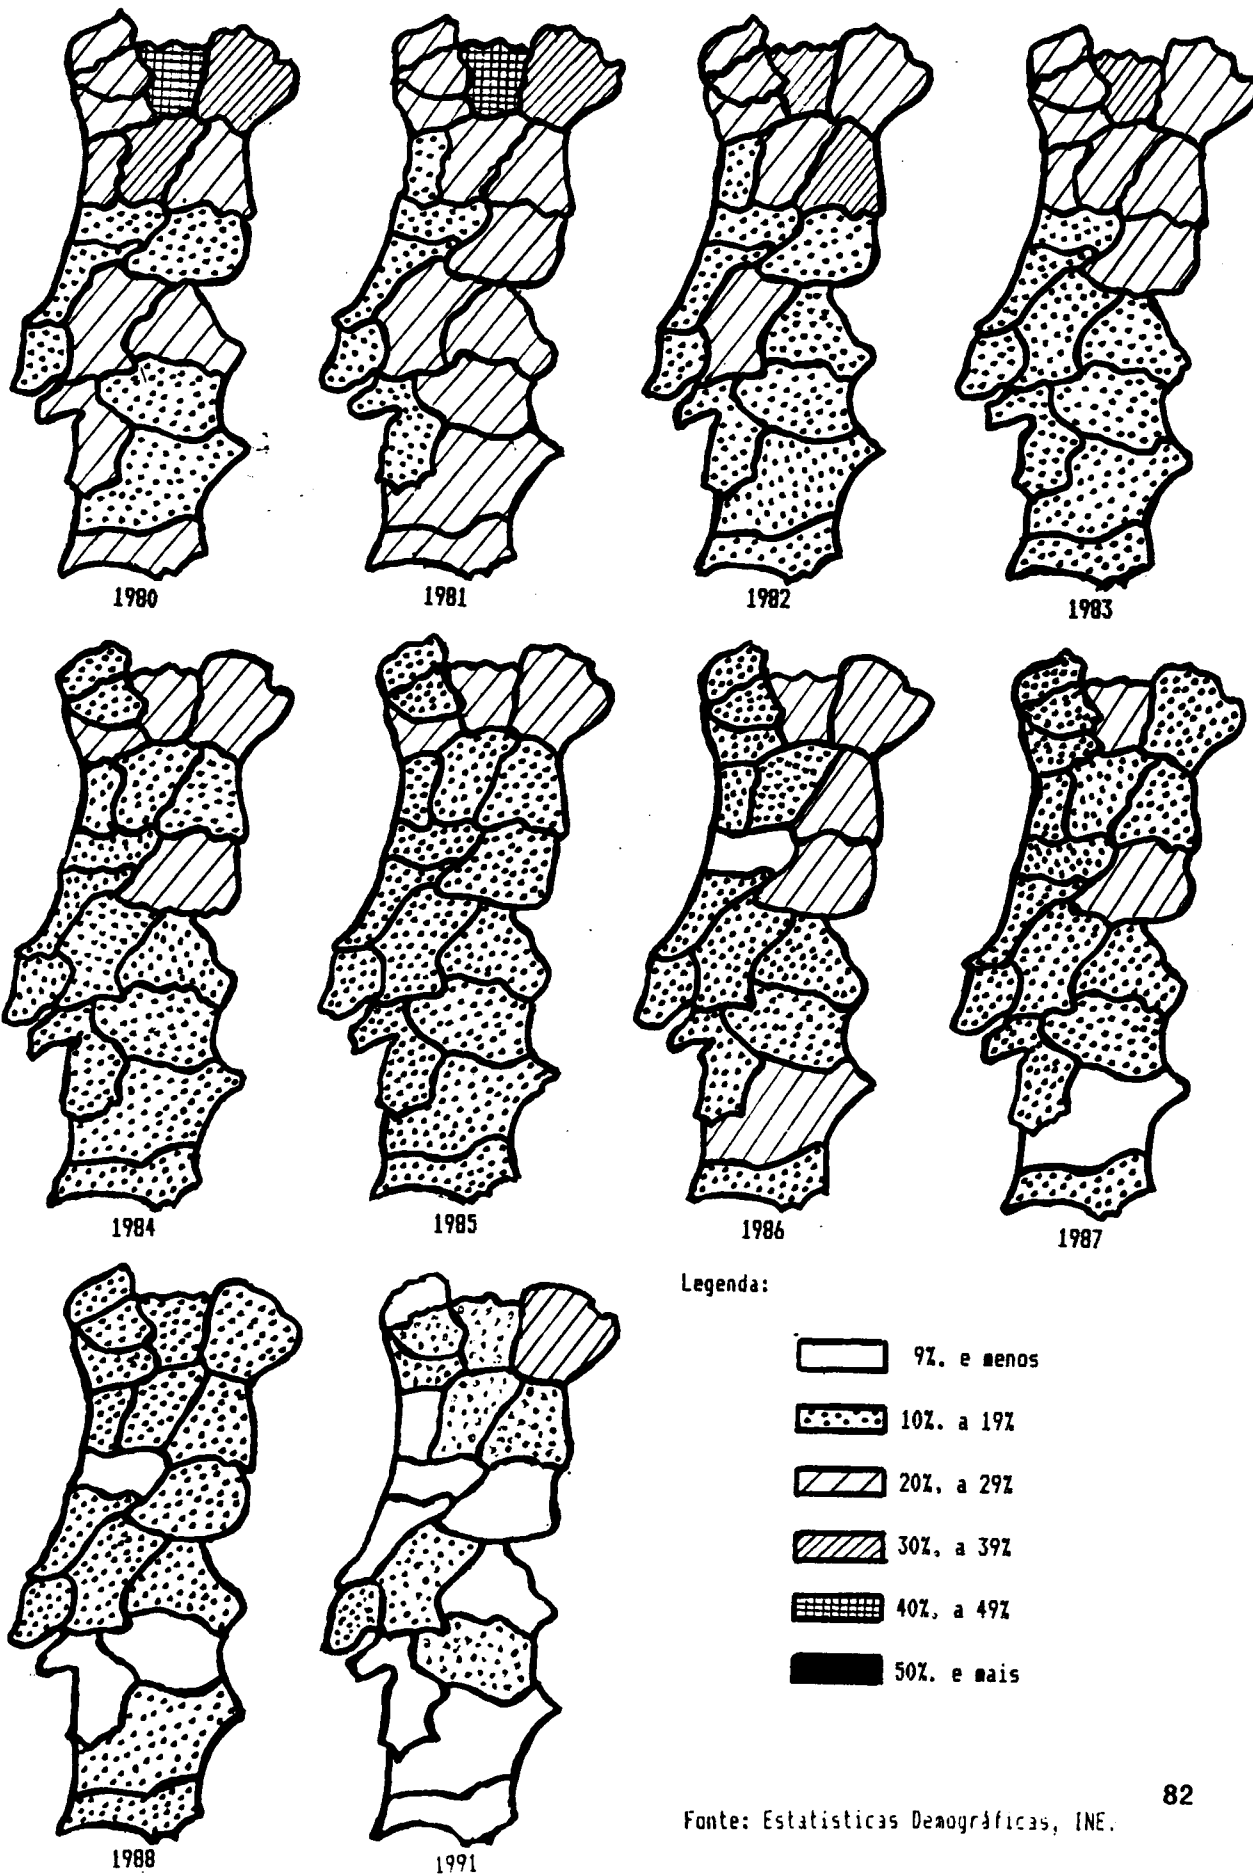 1980
1981
1982
1983
1984
1985
1986
1987
Legenda:
9%. e menos
10%. a 19%
20%, a 29%
30%, a 39%
40%, a 49%
50%. e mais
82
Fonte: Estatisticas Demográficas, INE.
1988
1991